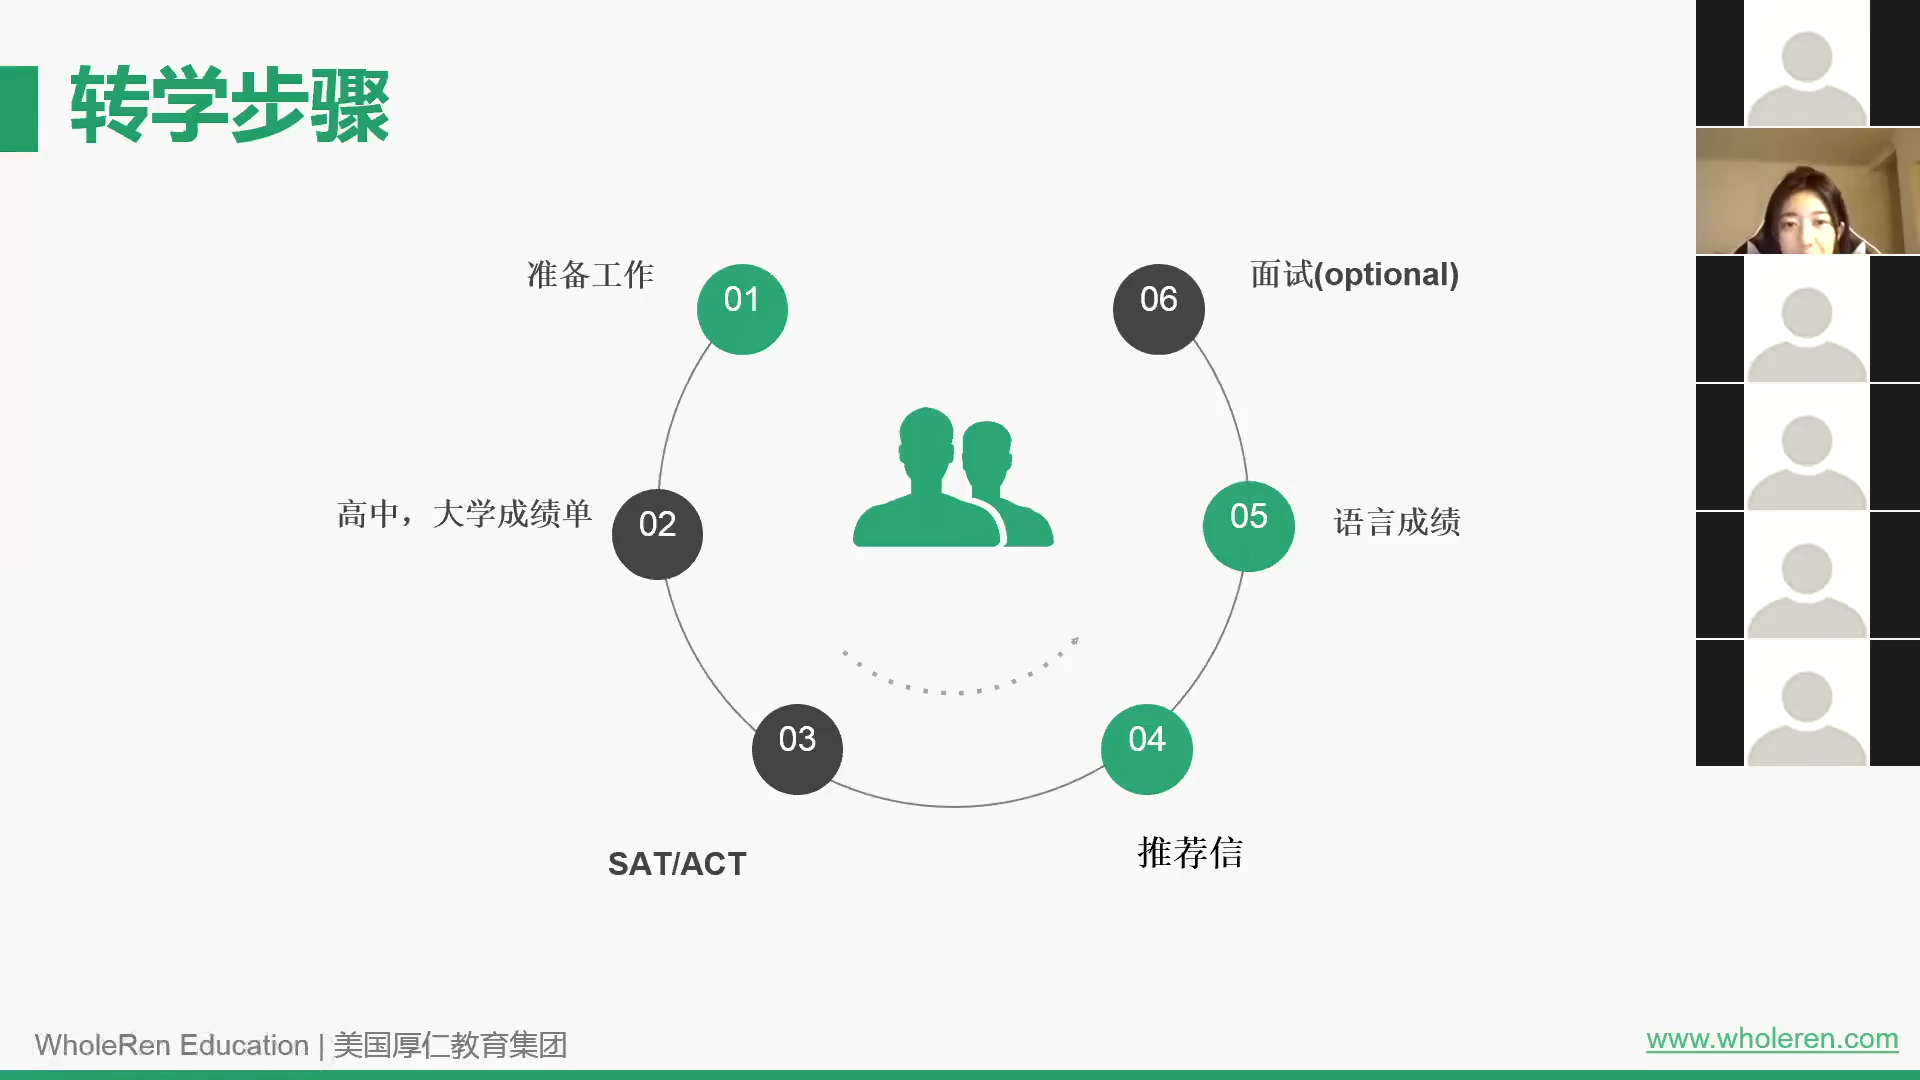 转学步骤
准备工作
01
06
面试(optional)
高中，大学成绩单
02
05
语言成绩
03
04
SAT/ACT
推荐信
WholeRen Education | 美国厚仁教育集团
www.wholeren.com